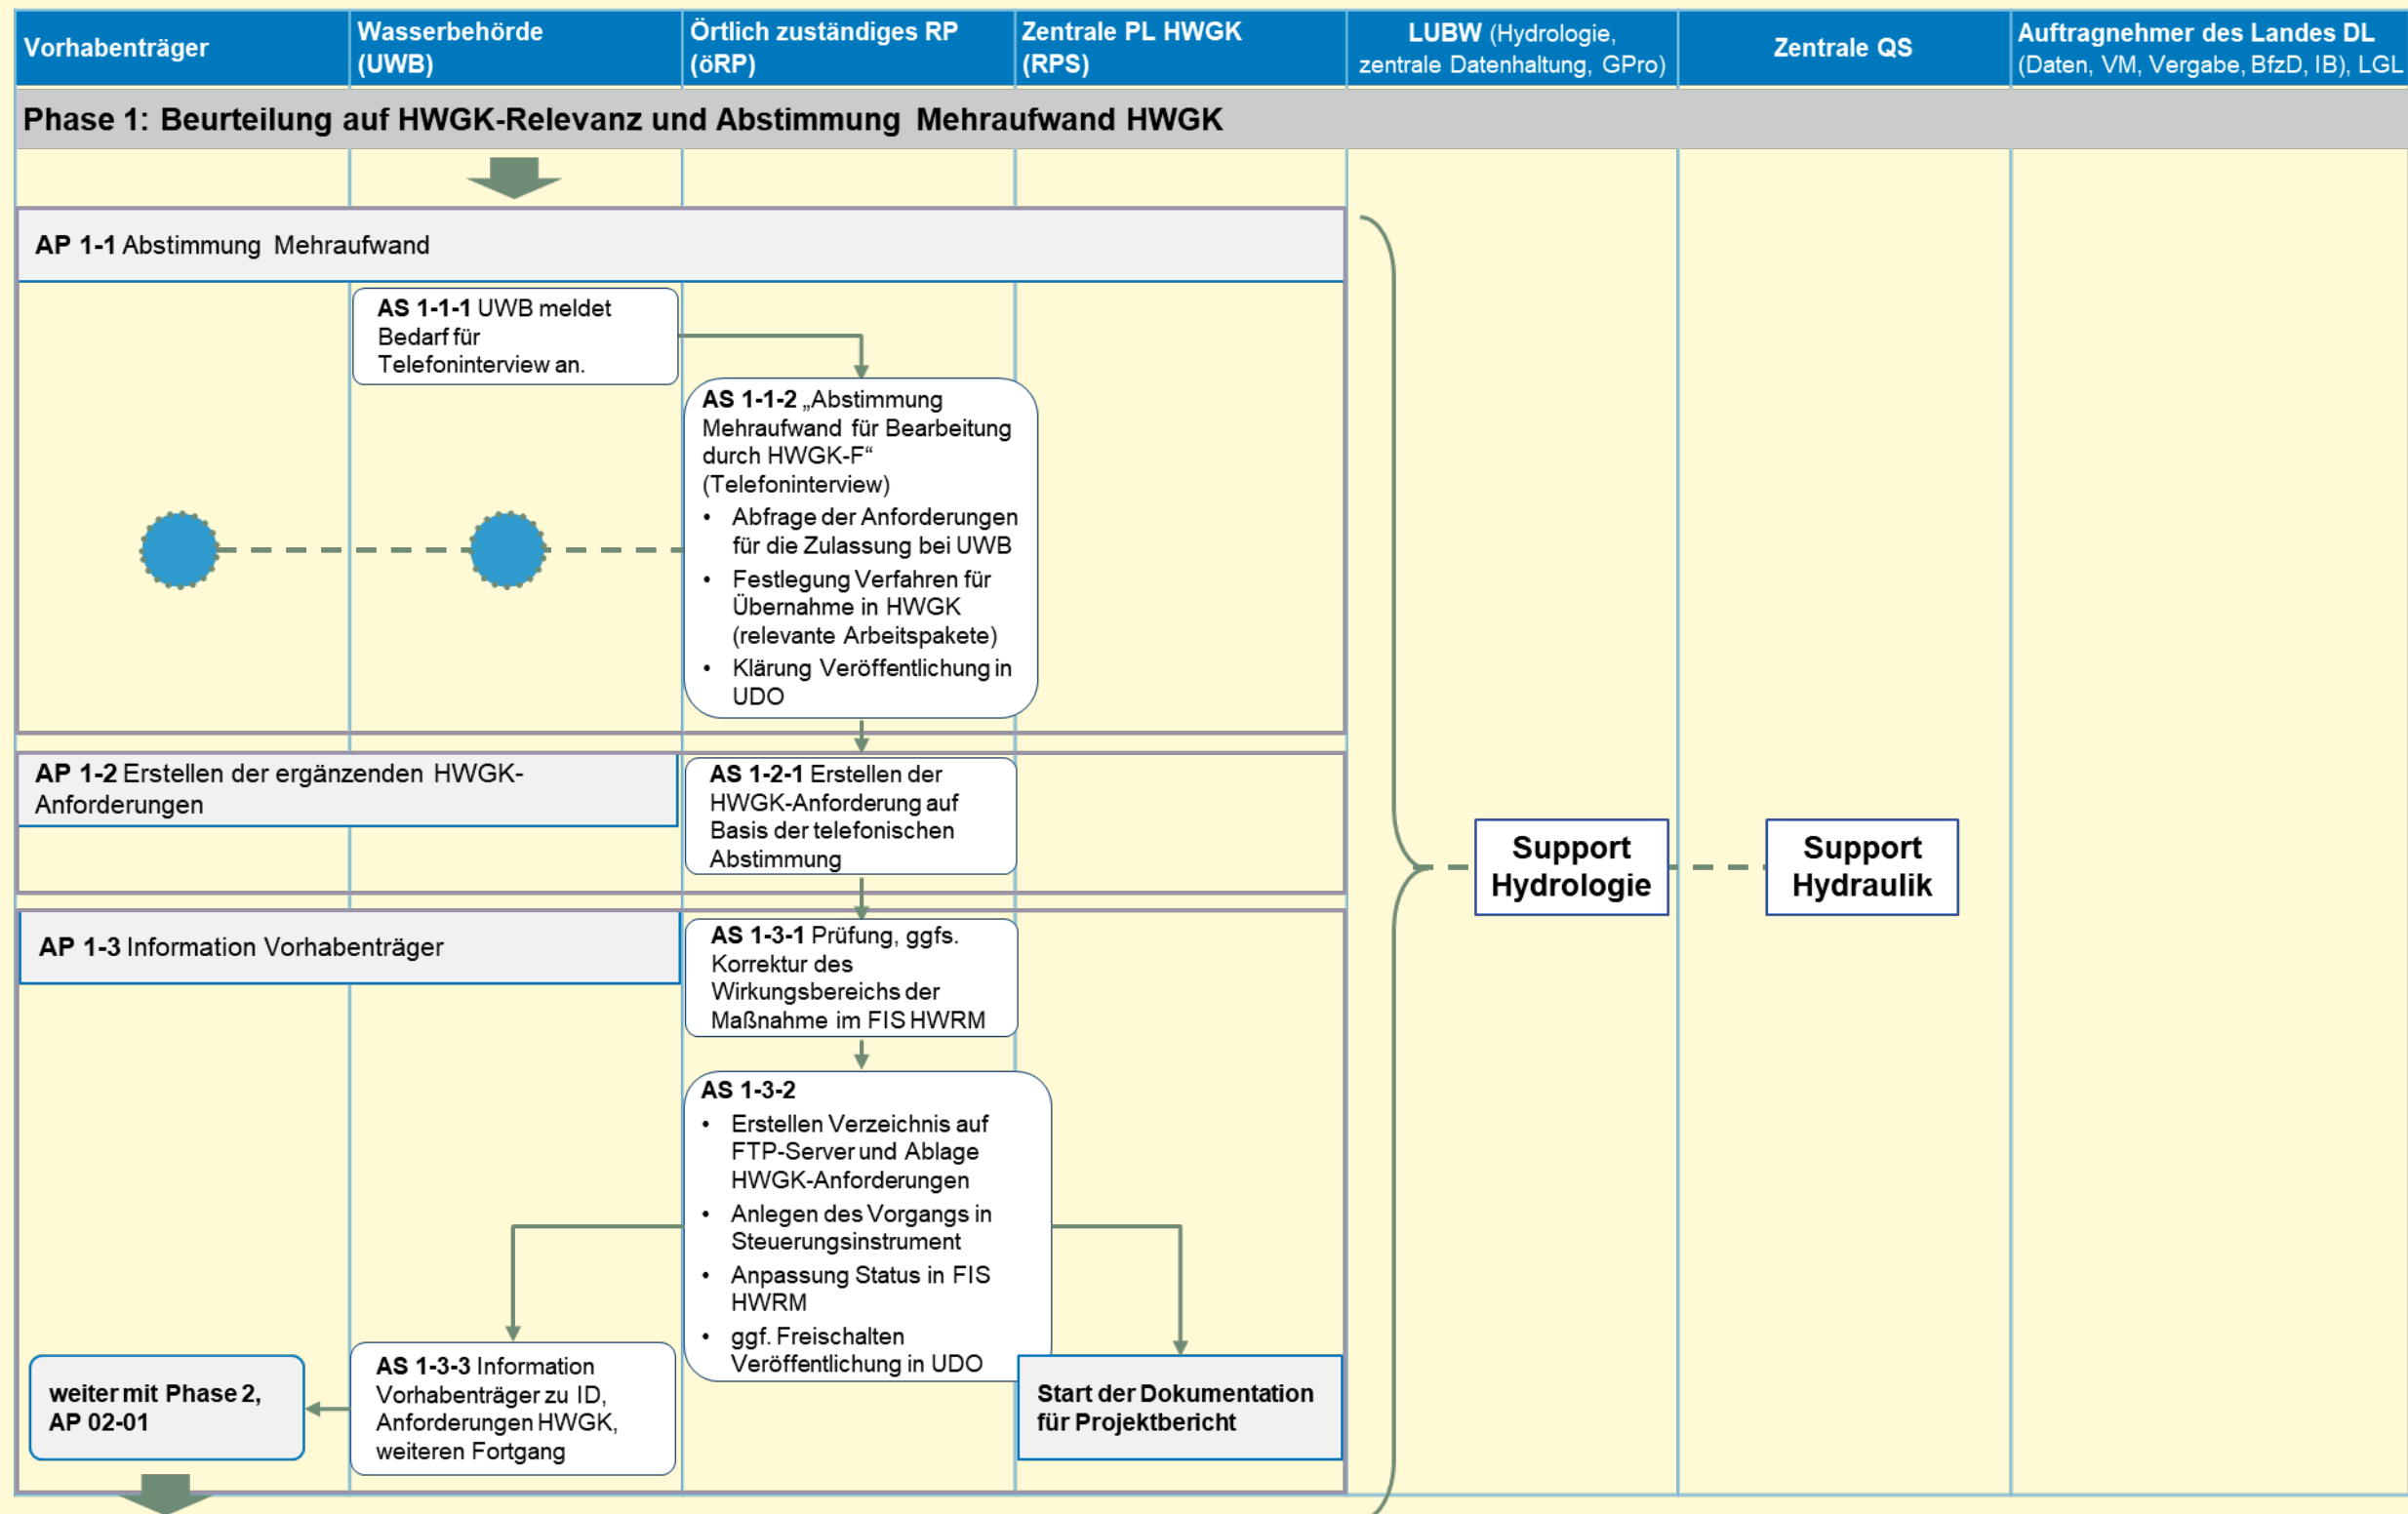 Vorhabenträger
Wasserbehörde
(UWB)
Örtlich zuständiges RP
(öRP)
Zentrale PL HWGK
(RPS)
LUBW (Hydrologie,
zentrale Datenhaltung, GPro)
Zentrale QS
Auftragnehmer des Landes DL
(Daten, VM, Vergabe, BfzD, IB), LGL
Phase 1: Beurteilung auf HWGK-Relevanz und Abstimmung Mehraufwand HWGK
AP 1-1 Abstimmung Mehraufwand
AS 1-1-1 UWB meldet
Bedarf für
Telefoninterview an.
AS 1-1-2 „Abstimmung
Mehraufwand für Bearbeitung
durch HWGK-F“
(Telefoninterview)
• Abfrage der Anforderungen
für die Zulassung bei UWB
• Festlegung Verfahren für
Übernahme in HWGK
(relevante Arbeitspakete)
• Klärung Veröffentlichung in
UDO
AP 1-2 Erstellen der ergänzenden HWGK-
Anforderungen
AS 1-2-1 Erstellen der
HWGK-Anforderung auf
Basis der telefonischen
Abstimmung
Support
Hydrologie
Support
Hydraulik
AP 1-3 Information Vorhabenträger
AS 1-3-1 Prüfung, ggfs.
Korrektur des
Wirkungsbereichs der
Maßnahme im FIS HWRM
AS 1-3-2
• Erstellen Verzeichnis auf
FTP-Server und Ablage
HWGK-Anforderungen
• Anlegen des Vorgangs in
Steuerungsinstrument
• Anpassung Status in FIS
HWRM
• ggf. Freischalten
Veröffentlichung in UDO
AS 1-3-3 Information
Vorhabenträger zu ID,
Anforderungen HWGK,
weiteren Fortgang
weiter mit Phase 2,
AP 02-01
Start der Dokumentation
für Projektbericht